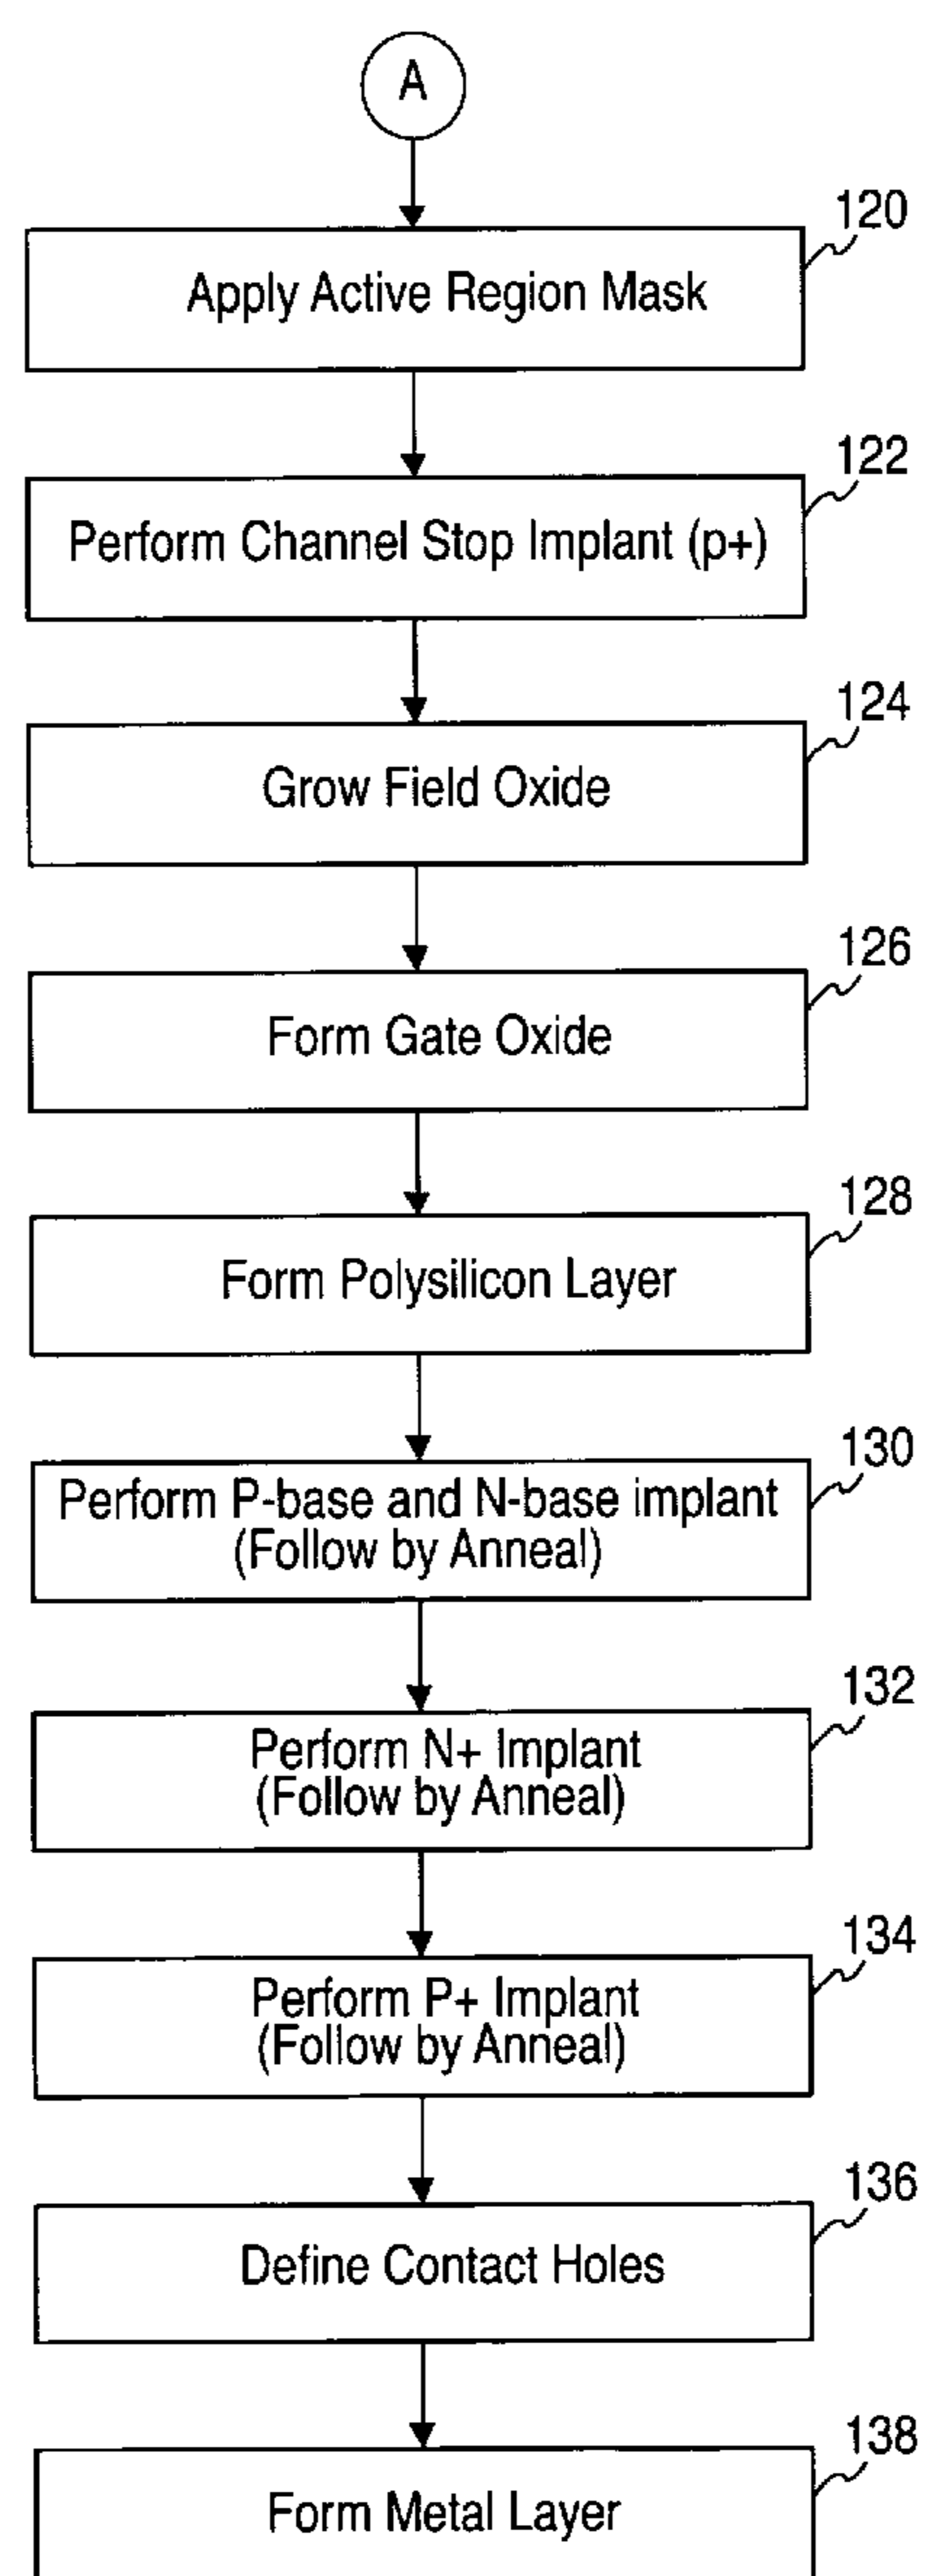 A
120
Apply Active Region Mask
122
Perform Channel Stop Implant (p+)
124
Grow Field Oxide
126
Form Gate Oxide
128
Form Polysilicon Layer
130
Perform P-base and N-base implant
(Follow by Anneal)
132
Perform N+ Implant
(Follow by Anneal)
134
Perform P+ Implant
(Follow by Anneal)
136
Define Contact Holes
138
Form Metal Layer